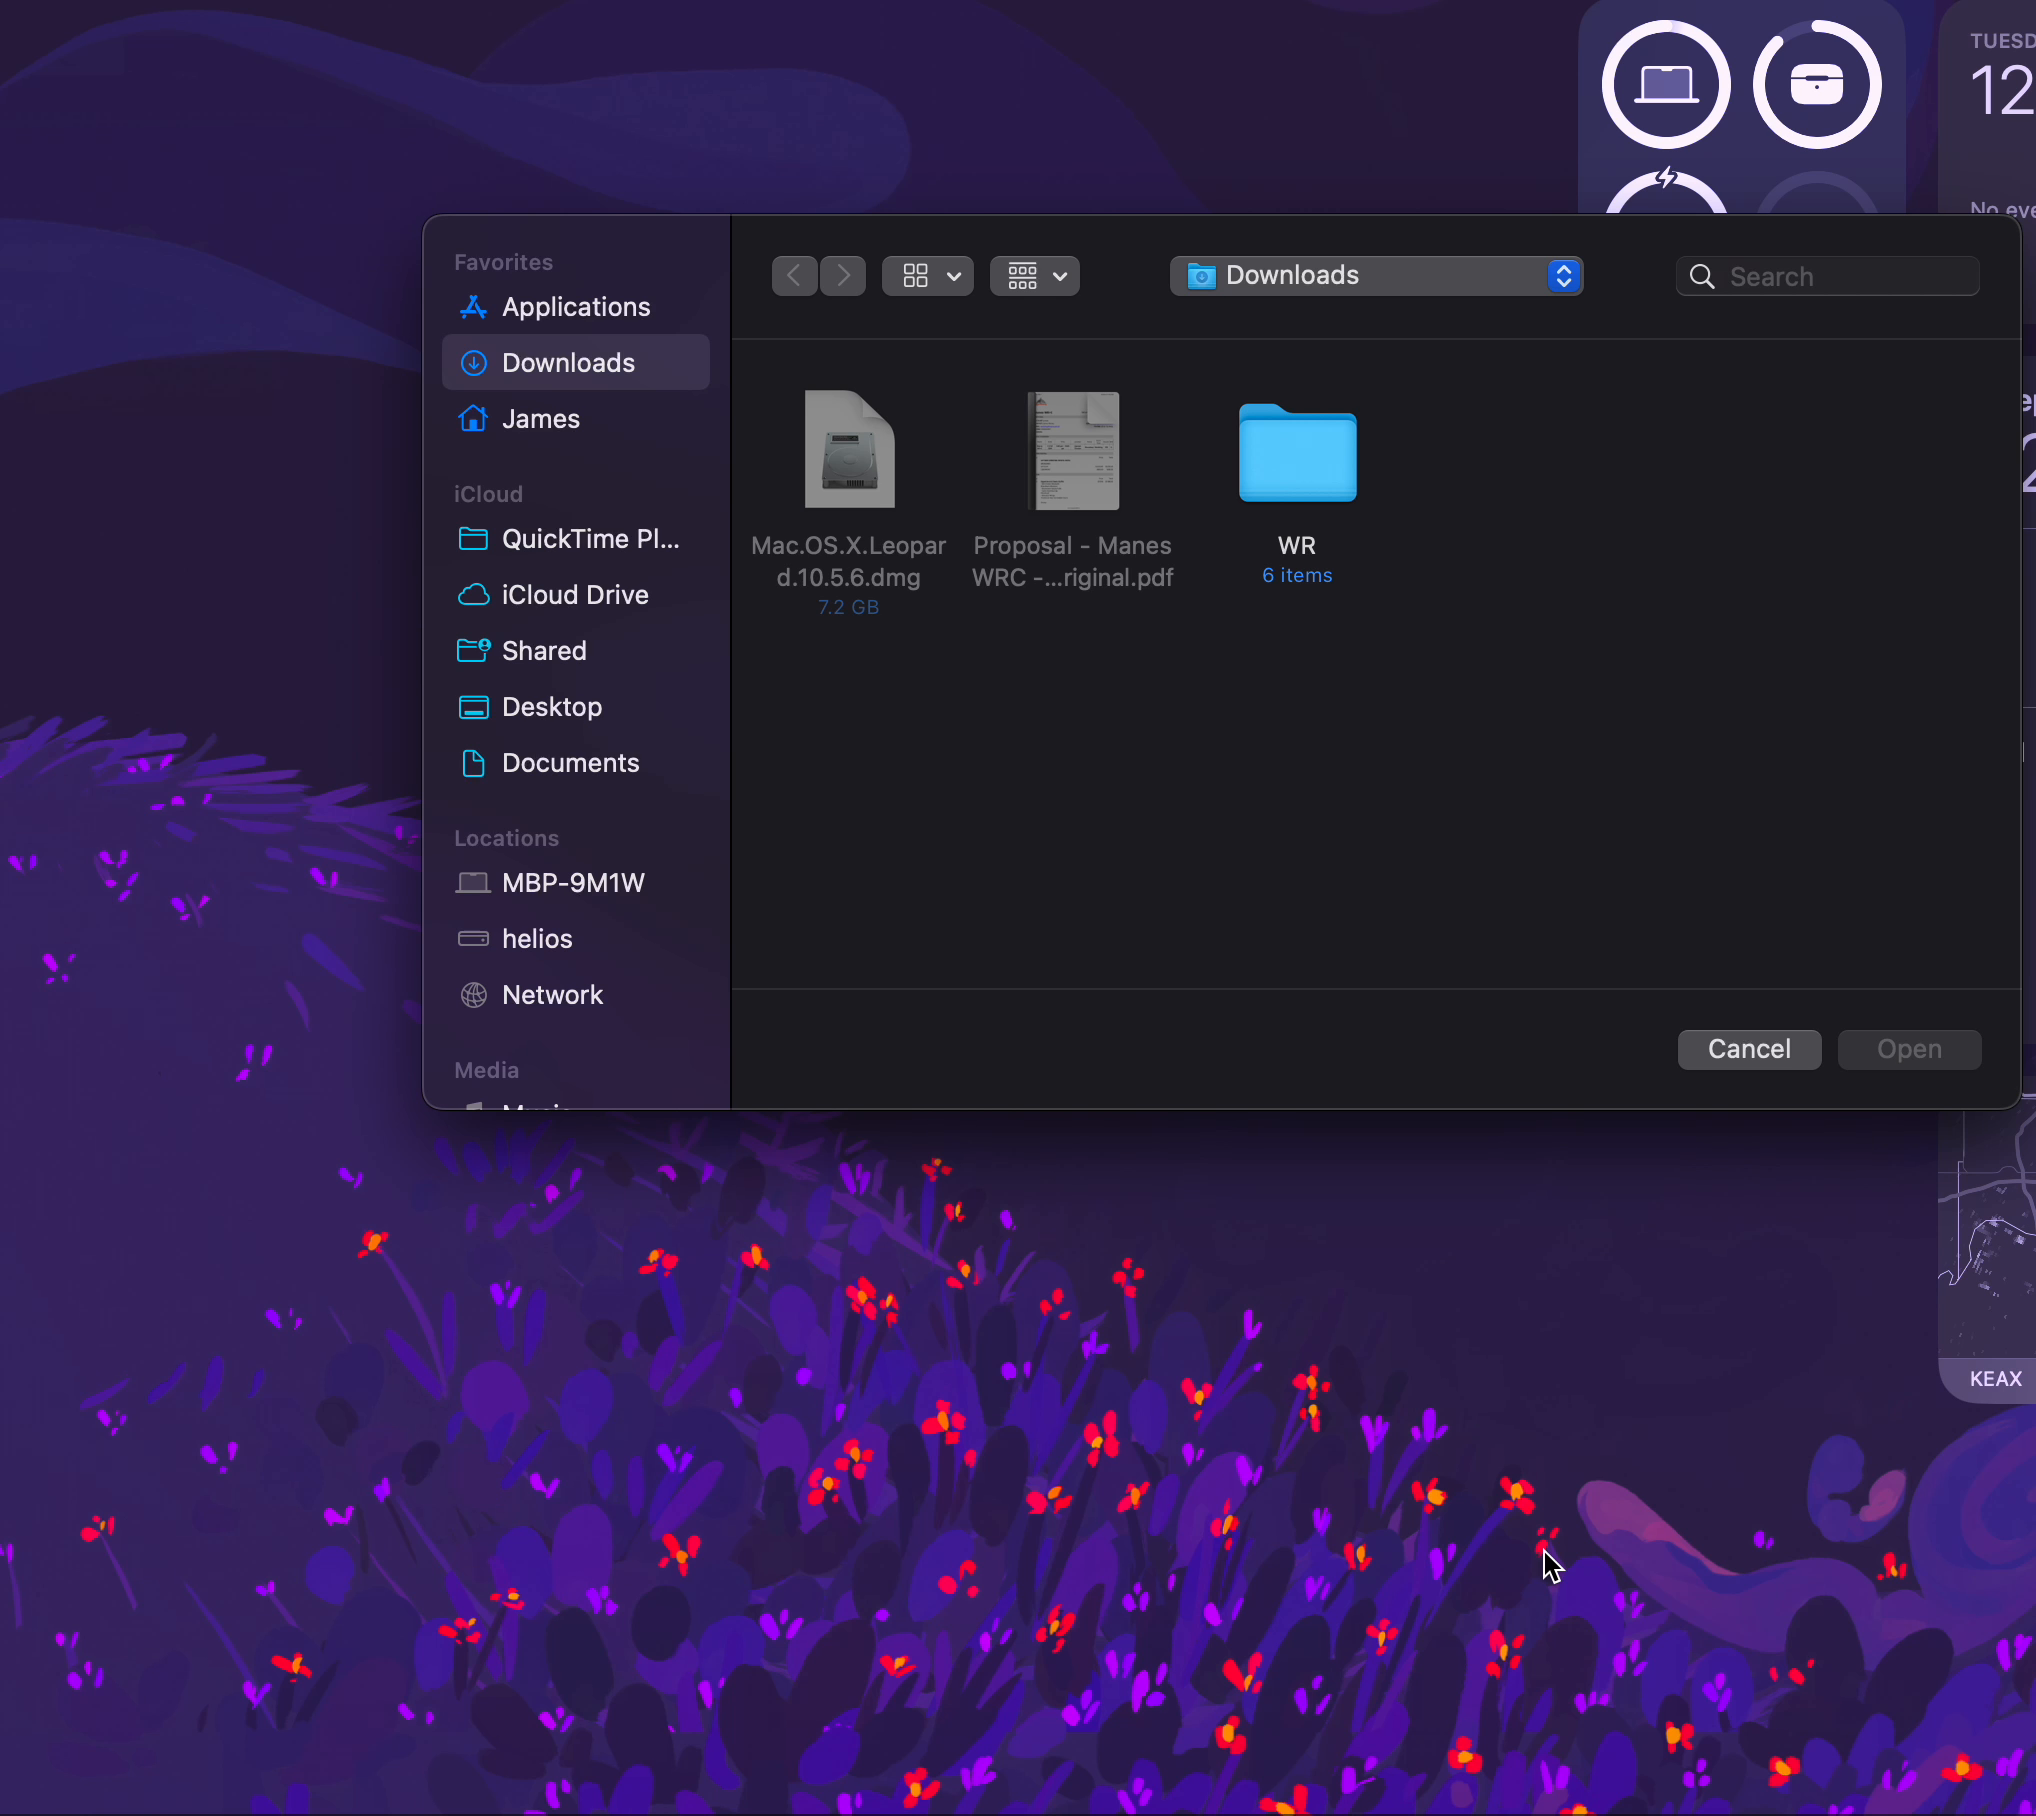 TUESD
12
No eve
Favorites
Applications
Downloads
James
iCloud
QuickTime Pl...
iCloud Drive
Shared
Desktop
Documents
Locations
MBP-9M1W
helios
Network
Media
Downloads
Search
Mac.OS.X.Leopar
d.10.5.6.dmg
7.2 GB
Proposal - Manes
WRC -...riginal.pdf
WR
6 items
Cancel
Open
KEAX